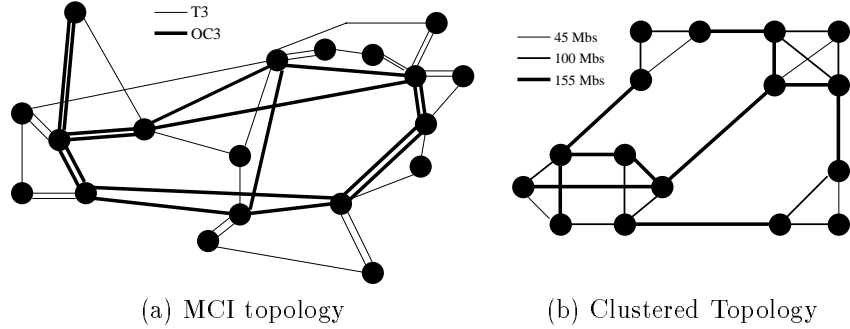 T3
OC3
45 Mbs
100 Mbs
155 Mbs
(a) MCI topology
(b) Clustered Topology